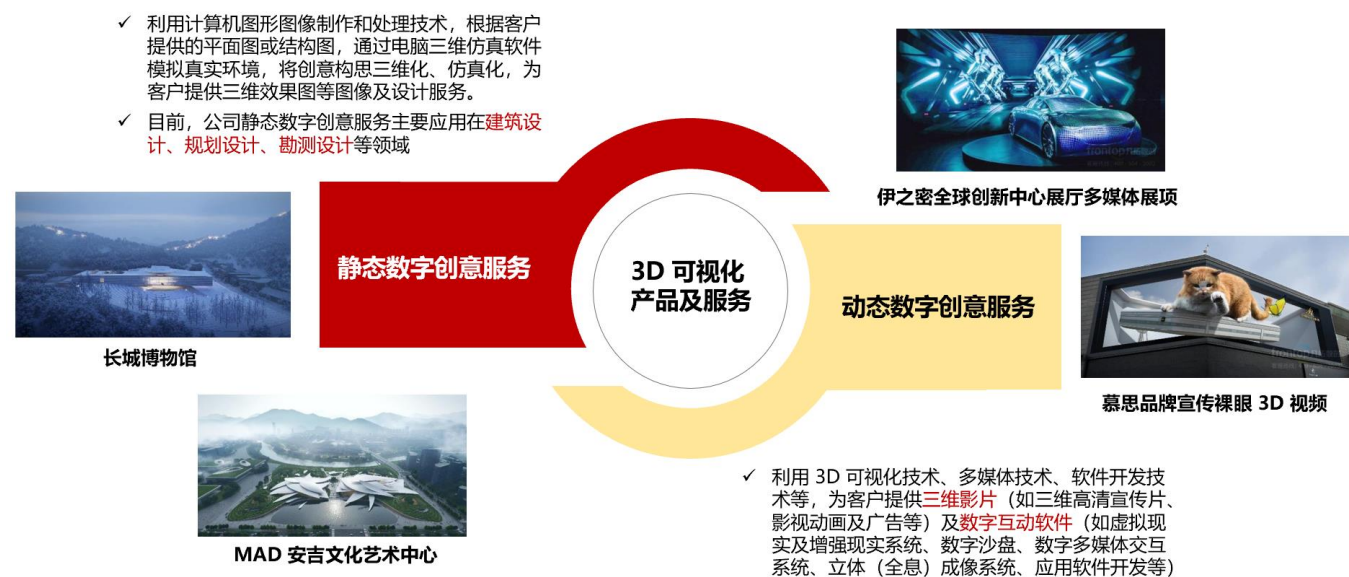 ✓ 利用计算机图形图像制作和处理技术，根据客户
提供的平面图或结构图，通过电脑三维仿真软件
模拟真实环境，将创意构思三维化、仿真化，为
客户提供三维效果图等图像及设计服务。
✓ 目前，公司静态数字创意服务主要应用在建筑设
计、规划设计、勘测设计等领域
伊之密全球创新中心展厅多媒体展项
静态数字创意服务
3D 可视化
产品及服务
动态数字创意服务
长城博物馆
慕思品牌宣传裸眼 3D 视频
MAD 安吉文化艺术中心
✓ 利用 3D 可视化技术、多媒体技术、软件开发技
术等，为客户提供三维影片（如三维高清宣传片、
影视动画及广告等）及数字互动软件（如虚拟现
实及增强现实系统、数字沙盘、数字多媒体交互
系统、立体（全息）成像系统、应用软件开发等）